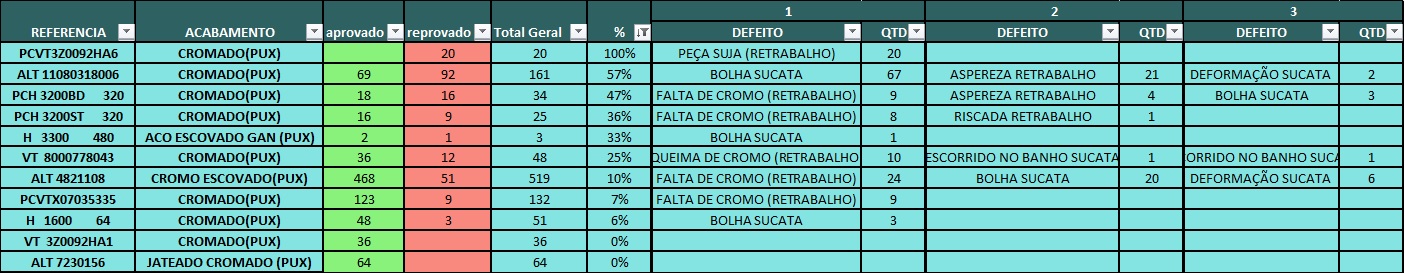 1 2 3
REFERENCIA ACABAMENTO aprovado reprovado Total Geral % DEFEITO QTD DEFEITO QTD DEFEITO QTD
PCVT3Z0092HA6 CROMADO(PUX) 20 20 100% PEÇA SUJA (RETRABALHO) 20
ALT 11080318006 CROMADO(PUX) 69 92 161 57% BOLHA SUCATA 67 ASPEREZA RETRABALHO 21 DEFORMAÇÃO SUCATA 2
PCH 3200BD 320 CROMADO(PUX) 18 16 34 47% FALTA DE CROMO (RETRABALHO) 9 ASPEREZA RETRABALHO 4 BOLHA SUCATA 3
PCH 3200ST 320 CROMADO(PUX) 16 9 25 36% FALTA DE CROMO (RETRABALHO) 8 RISCADA RETRABALHO 1
H 3300 480 ACO ESCOVADO GAN (PUX) 2 1 3 33% BOLHA SUCATA 1
VT 8000778043 CROMADO(PUX) 36 12 48 25% QUEIMA DE CROMO (RETRABALHO 10 ESCORRIDO NO BANHO SUCATA 1 CORRIDO NO BANHO SUCA 1
ALT 4821108 CROMO ESCOVADO(PUX) 468 51 519 10% FALTA DE CROMO (RETRABALHO) 24 BOLHA SUCATA 20 DEFORMAÇÃO SUCATA 6
PCVTX07035335 CROMADO(PUX) 123 9 132 7% FALTA DE CROMO (RETRABALHO) 9
H 1600 64 CROMADO(PUX) 48 3 51 6% BOLHA SUCATA 3
VT 3Z0092HA1 CROMADO(PUX) 36 36 0%
ALT 7230156 JATEADO CROMADO (PUX) 64 64 0%